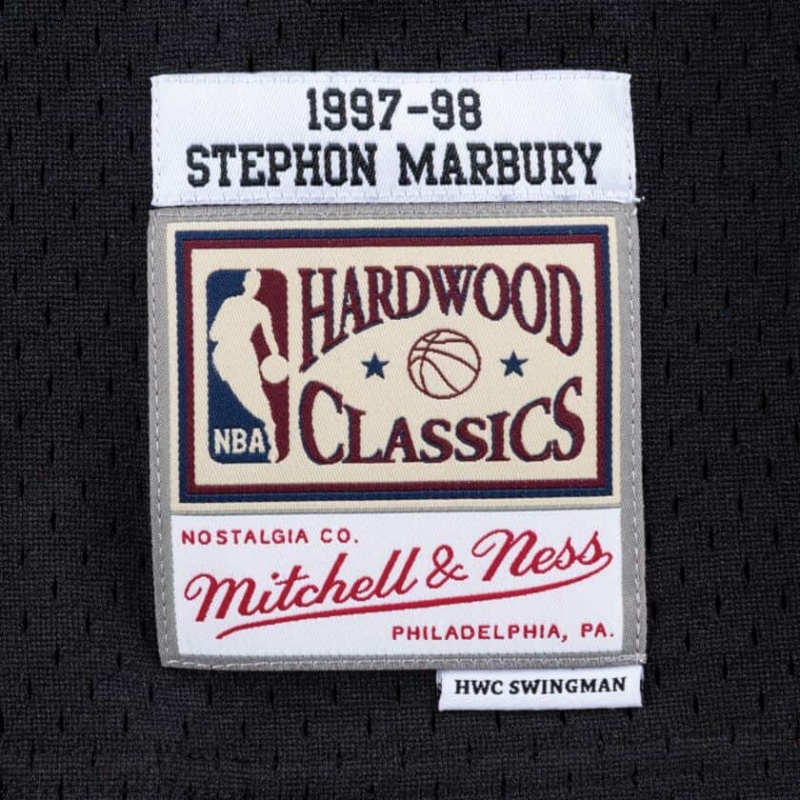 1997-98
STEPHON MARBURY
HARDWOOD
CLASSICS
NBA
NOSTALGIA CO.
Mitchell & Ness
PHILADELPHIA, PA.
HWC SWINGMAN